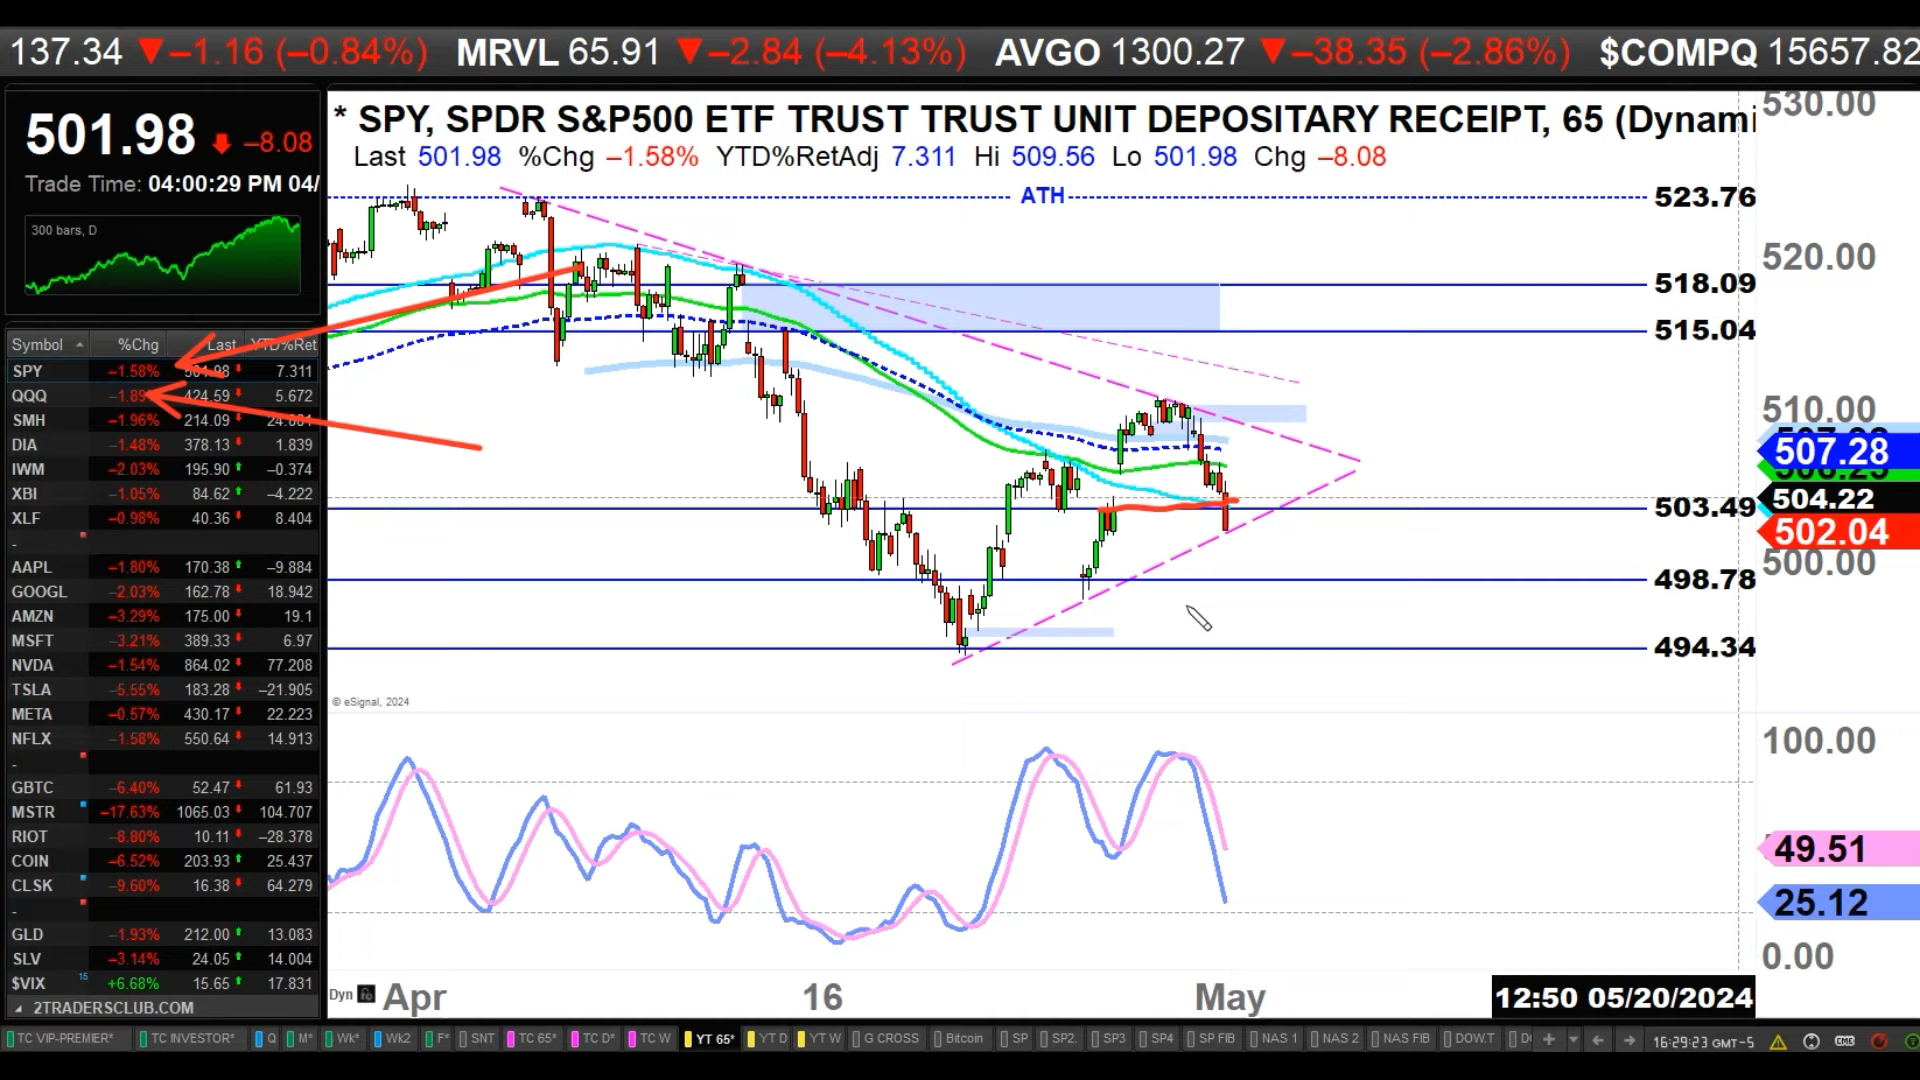 137.34 ▼–1.16 (–0.84%) MRVL 65.91 ▼–2.84 (–4.13%) AVGO 1300.27 ▼–38.35 (–2.86%) $COMPQ 15657.82
501.98 –8.08
Trade Time: 04:00:29 PM 04/
300 bars, D
Symbol %Chg Last YTD%Ret
SPY –1.58% 501.98 7.311
QQQ –1.89% 424.59 5.672
SMH –1.96% 214.09
DIA –1.48% 378.13 1.839
IWM –2.03% 195.90 –0.374
XBI –1.05% 84.62 –4.222
XLF –0.98% 40.36 8.404
-
AAPL –1.80% 170.38 –9.884
GOOGL –2.03% 162.78 18.942
AMZN –3.29% 175.00 19.1
MSFT –3.21% 389.33 6.97
NVDA –1.54% 864.02 77.208
TSLA –5.55% 183.28 –21.905
META –0.57% 430.17 22.223
NFLX –1.58% 550.64 14.913
-
GBTC –6.40% 52.47 61.93
MSTR –17.63% 1065.03 104.707
RIOT –8.80% 10.11 –28.378
COIN –6.52% 203.93 25.437
CLSK –9.60% 16.38 64.279
-
GLD –1.93% 212.00 13.083
SLV –3.14% 24.05 14.004
$VIX 15 +6.68% 15.65 17.831
2TRADERSCLUB.COM
* SPY, SPDR S&P500 ETF TRUST TRUST UNIT DEPOSITARY RECEIPT, 65 (Dynami
Last 501.98 %Chg –1.58% YTD%RetAdj 7.311 Hi 509.56 Lo 501.98 Chg –8.08
ATH
530.00
523.76
520.00
518.09
515.04
510.00
507.28
504.22
503.49
502.04
500.00
498.78
494.34
© eSignal, 2024
100.00
49.51
25.12
0.00
Dyn Apr 16 May 12:50 05/20/2024
TC VIP-PREMIER* TC INVESTOR* Q M* Wk* Wk2 F* SNT TC 65* TC D* TC W YT 65* YT D YT W G CROSS Bitcoin SP SP2. SP3 SP4 SP FIB NAS 1 NAS 2 NAS FIB DOW.T 16:29:23 GMT-5 CME